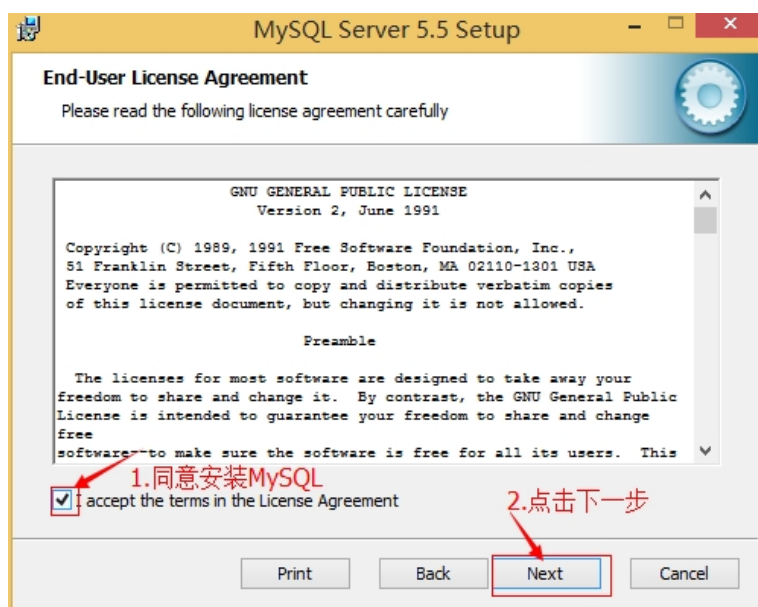 MySQL Server 5.5 Setup
End-User License Agreement
Please read the following license agreement carefully
GNU GENERAL PUBLIC LICENSE
Version 2, June 1991
Copyright (C) 1989, 1991 Free Software Foundation, Inc.,
51 Franklin Street, Fifth Floor, Boston, MA 02110-1301 USA
Everyone is permitted to copy and distribute verbatim copies
of this license document, but changing it is not allowed.
Preamble
The licenses for most software are designed to take away your
freedom to share and change it. By contrast, the GNU General Public
License is intended to guarantee your freedom to share and change
free
software--to make sure the software is free for all its users. This
1.同意安装MySQL
I accept the terms in the License Agreement
2.点击下一步
Print Back Next Cancel